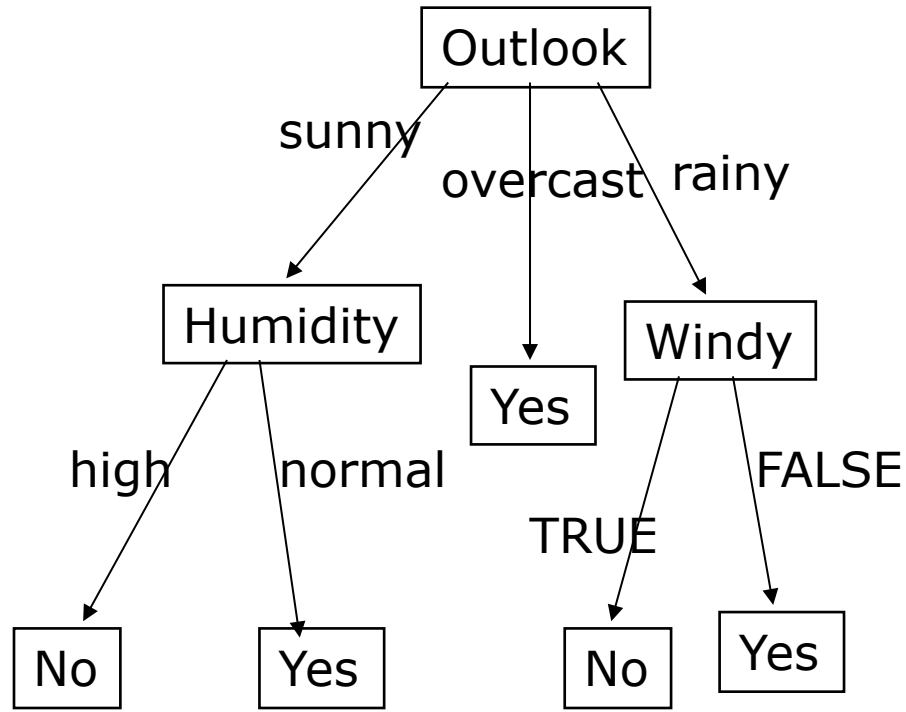 Outlook
sunny
overcast
rainy
Humidity
Windy
Yes
high
normal
FALSE
TRUE
No
Yes
No
Yes